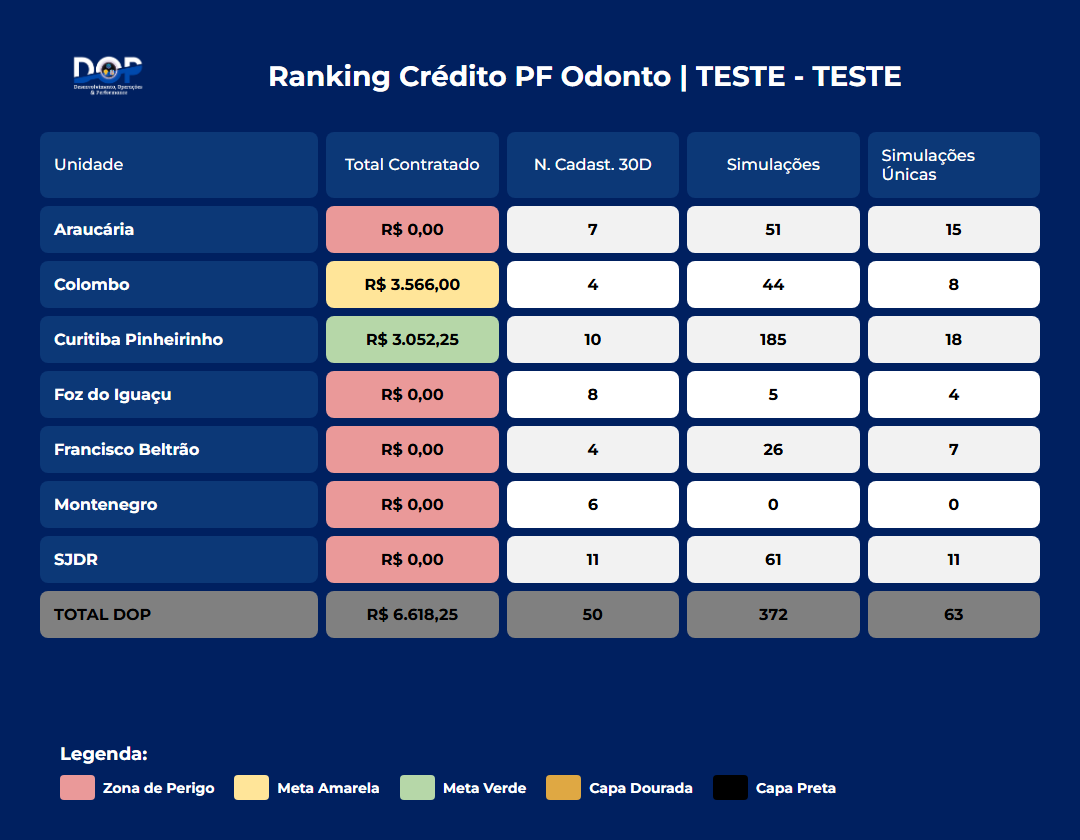 DOP
Desenvolvimento, Operações
& Performance
Ranking Crédito PF Odonto | TESTE - TESTE
Unidade Total Contratado N. Cadast. 30D Simulações Simulações Únicas
Araucária R$ 0,00 7 51 15
Colombo R$ 3.566,00 4 44 8
Curitiba Pinheirinho R$ 3.052,25 10 185 18
Foz do Iguaçu R$ 0,00 8 5 4
Francisco Beltrão R$ 0,00 4 26 7
Montenegro R$ 0,00 6 0 0
SJDR R$ 0,00 11 61 11
TOTAL DOP R$ 6.618,25 50 372 63
Legenda:
Zona de Perigo Meta Amarela Meta Verde Capa Dourada Capa Preta